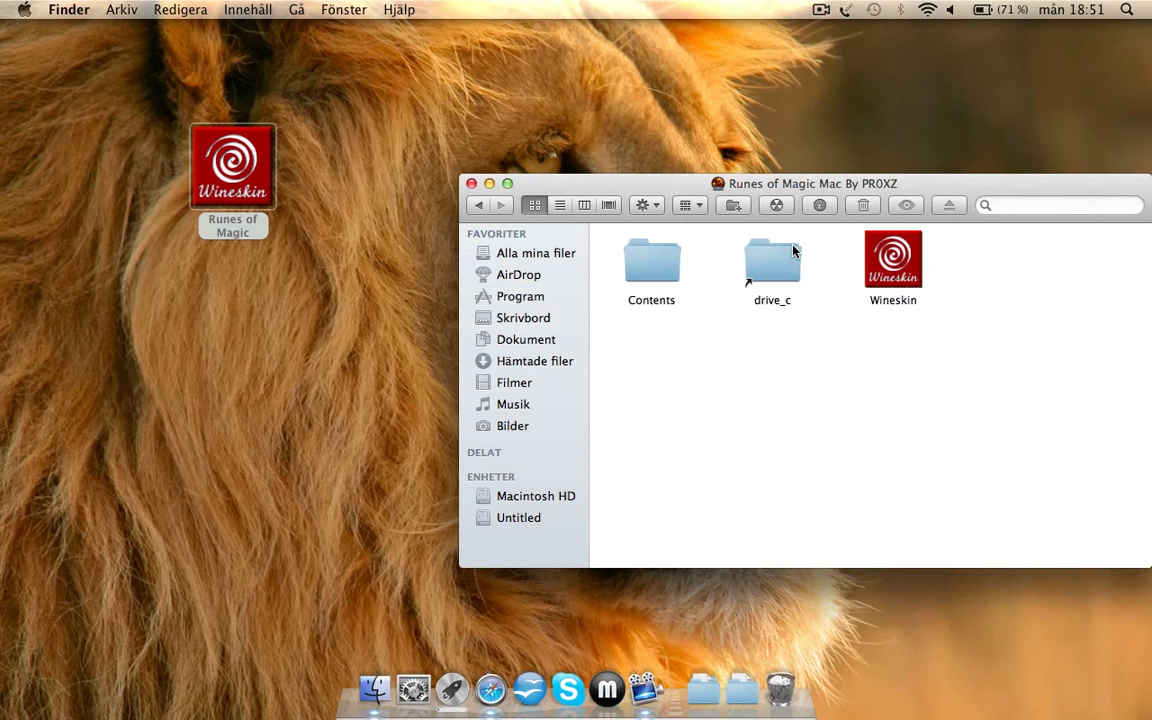 Finder Arkiv Redigera Innehåll Gå Fönster Hjälp (71 %) mån 18:51
Wineskin
Runes of
Magic
Runes of Magic Mac By PR0XZ
FAVORITER
Alla mina filer
AirDrop
Program
Skrivbord
Dokument
Hämtade filer
Filmer
Musik
Bilder
DELAT
ENHETER
Macintosh HD
Untitled
Wineskin
Contents drive_c Wineskin